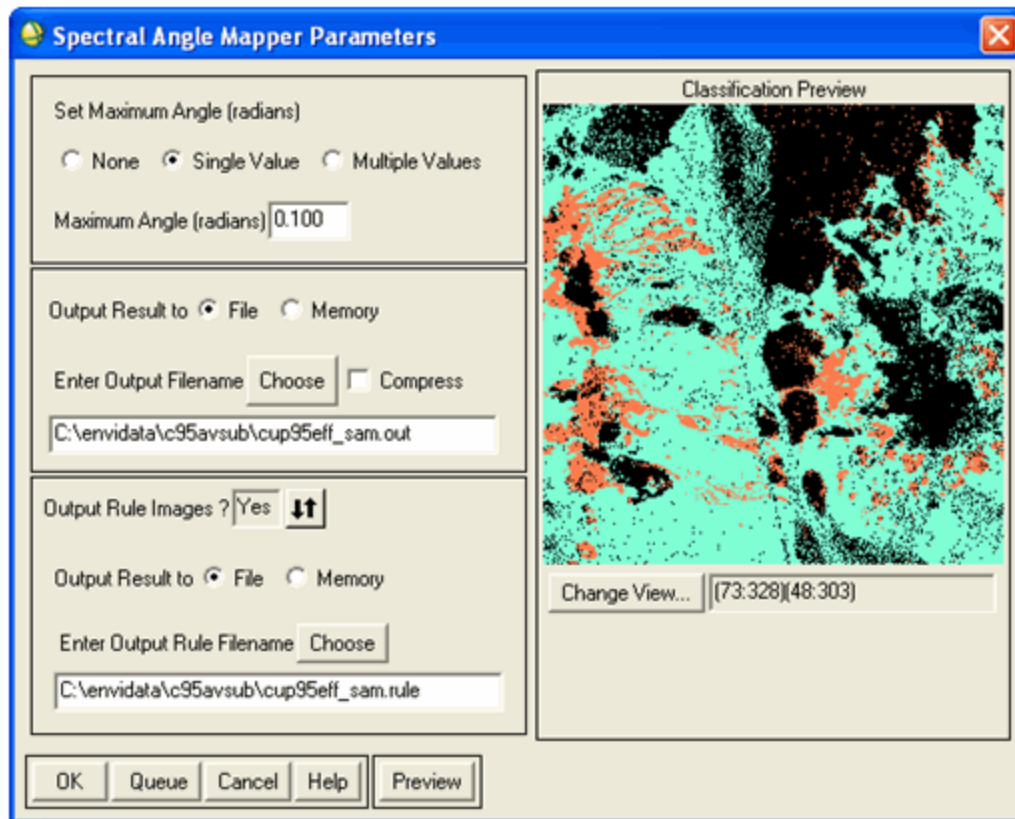 Spectral Angle Mapper Parameters
Set Maximum Angle (radians)
None Single Value Multiple Values
Maximum Angle (radians) 0.100
Output Result to File Memory
Enter Output Filename Choose Compress
C:\envidata\c95avsub\cup95eff_sam.out
Output Rule Images ? Yes
Output Result to File Memory
Enter Output Rule Filename Choose
C:\envidata\c95avsub\cup95eff_sam.rule
OK Queue Cancel Help Preview
Classification Preview
Change View... (73:328)(48:303)